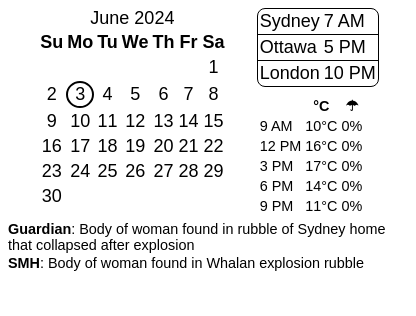 June 2024
Su Mo Tu We Th Fr Sa
1
2 3 4 5 6 7 8
9 10 11 12 13 14 15
16 17 18 19 20 21 22
23 24 25 26 27 28 29
30
Sydney 7 AM
Ottawa 5 PM
London 10 PM
°C ☂
9 AM 10°C 0%
12 PM 16°C 0%
3 PM 17°C 0%
6 PM 14°C 0%
9 PM 11°C 0%
Guardian: Body of woman found in rubble of Sydney home
that collapsed after explosion
SMH: Body of woman found in Whalan explosion rubble